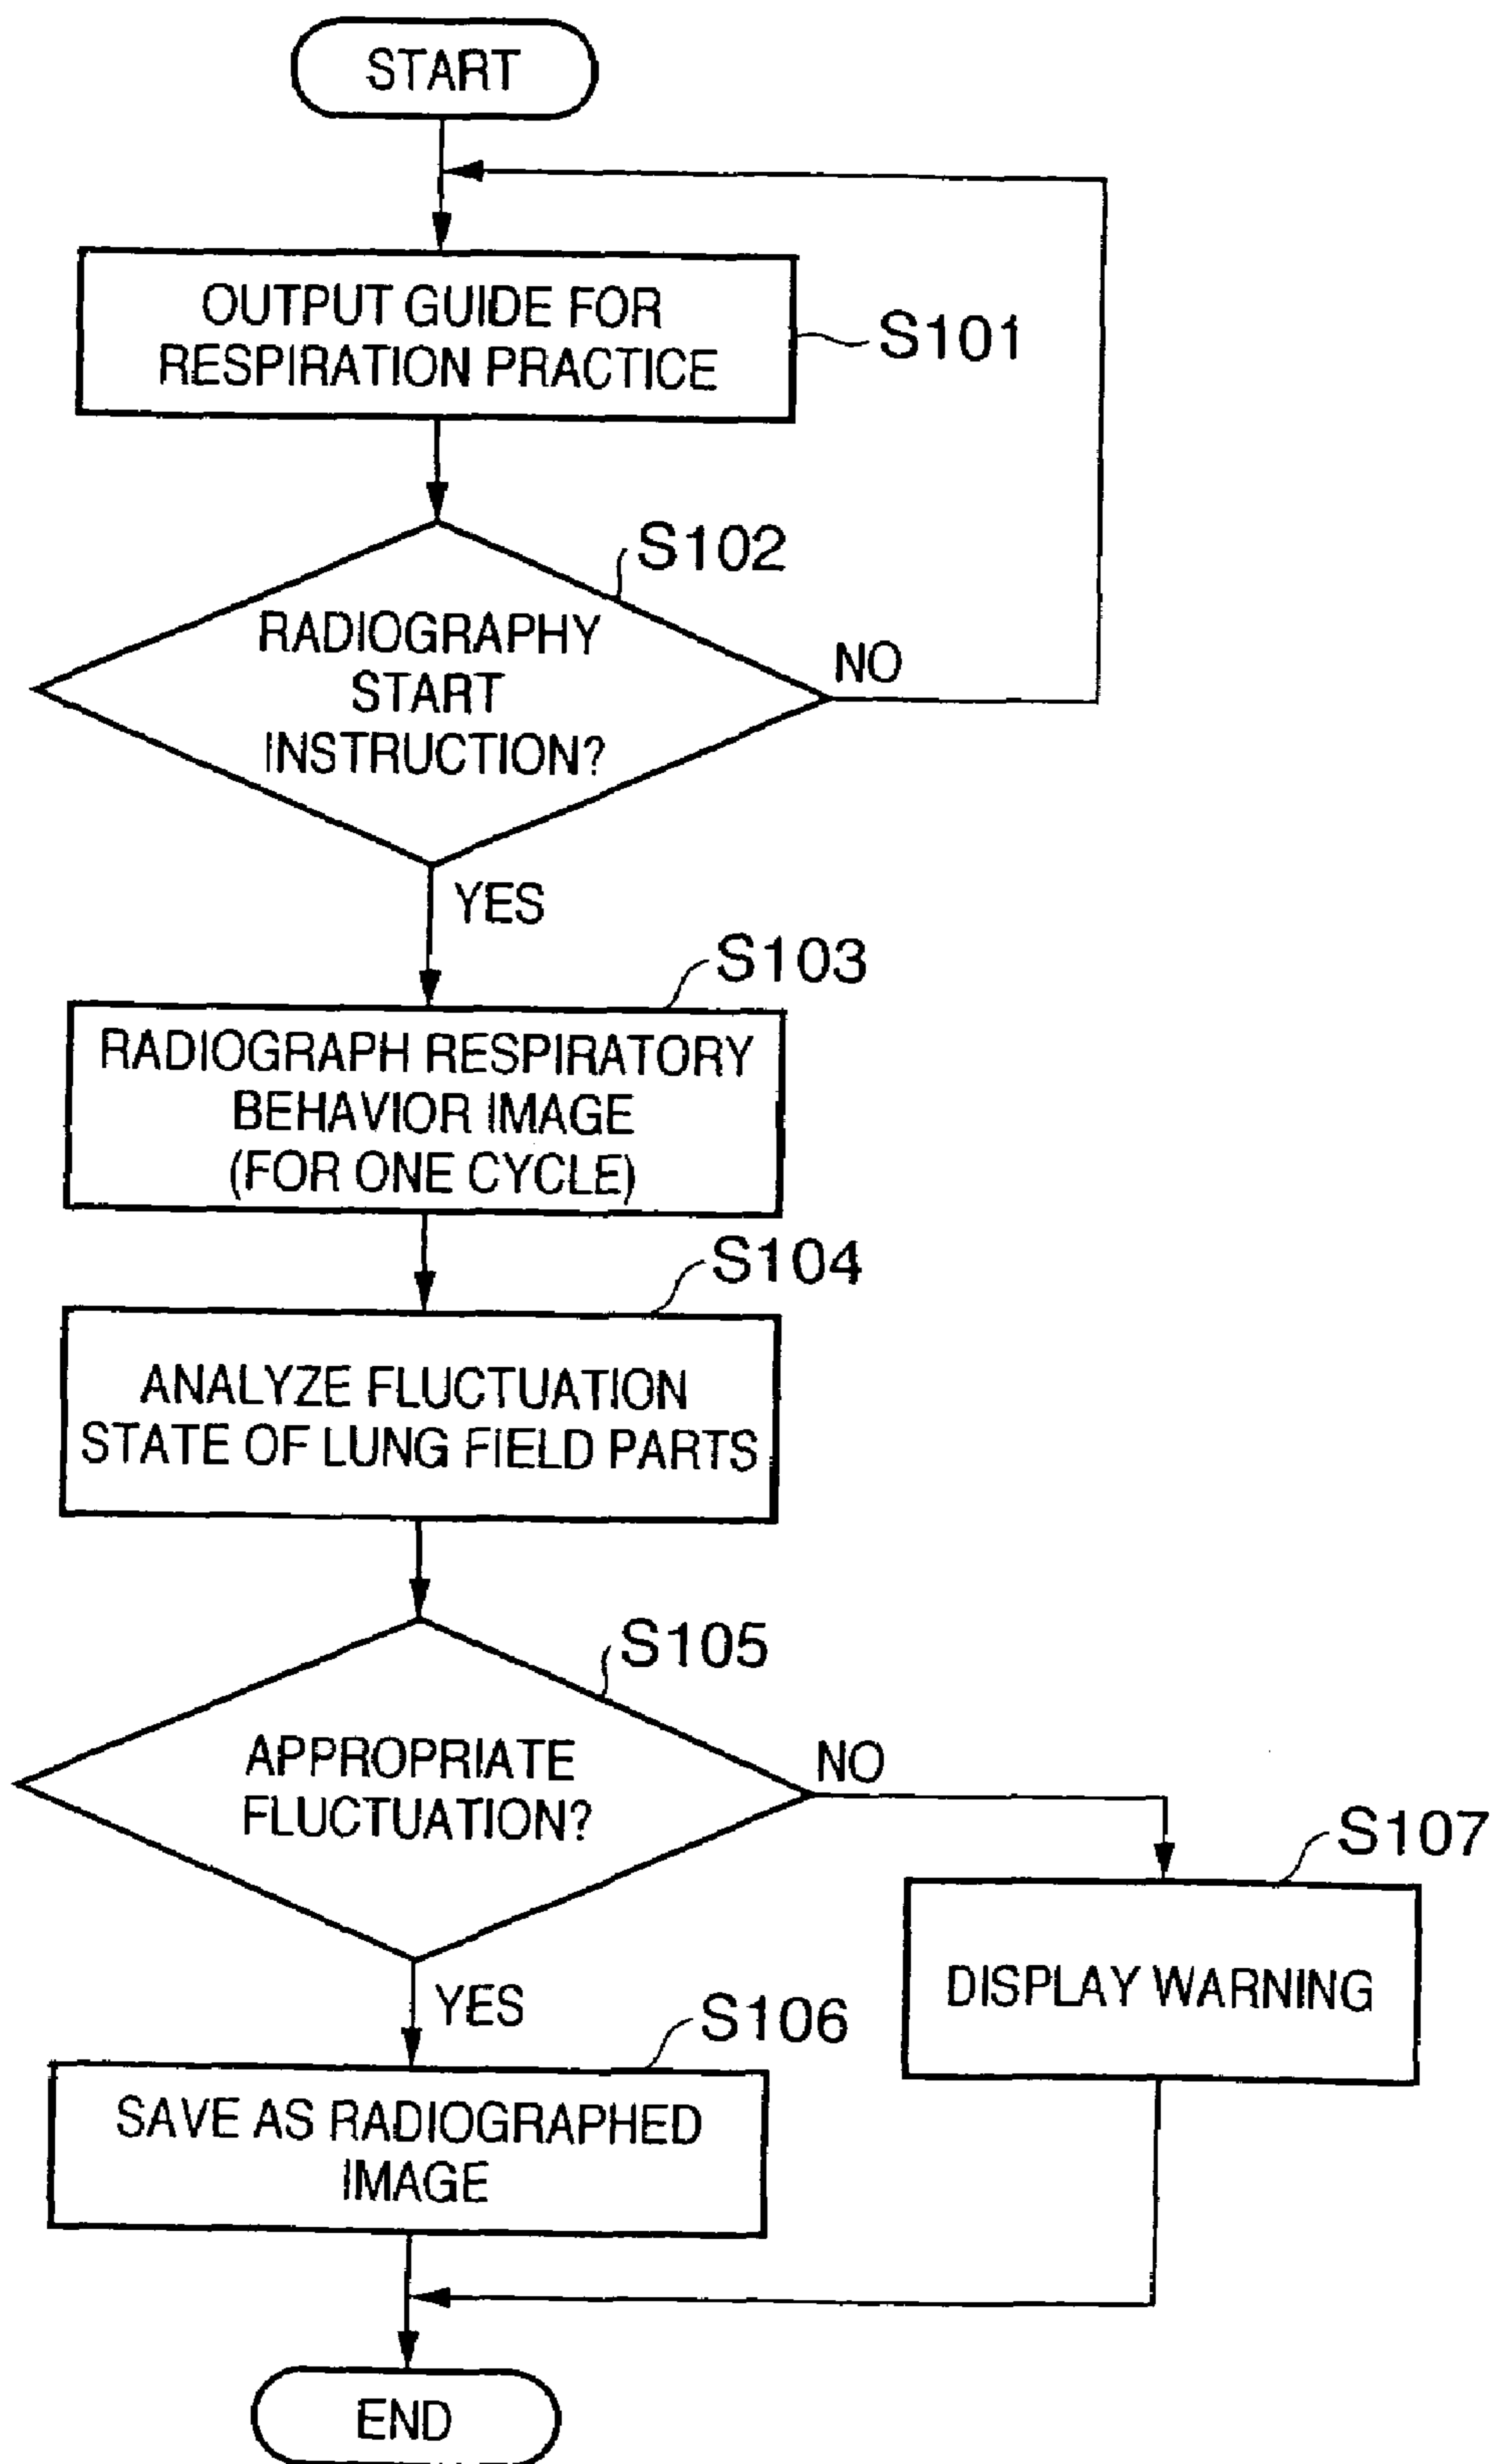 START
OUTPUT GUIDE FOR
RESPIRATION PRACTICE
S101
S102
RADIOGRAPHY
START
INSTRUCTION?
NO
YES
S103
RADIOGRAPH RESPIRATORY
BEHAVIOR IMAGE
(FOR ONE CYCLE)
S104
ANALYZE FLUCTUATION
STATE OF LUNG FIELD PARTS
S105
APPROPRIATE
FLUCTUATION?
NO
S107
DISPLAY WARNING
YES
S106
SAVE AS RADIOGRAPHED
IMAGE
END